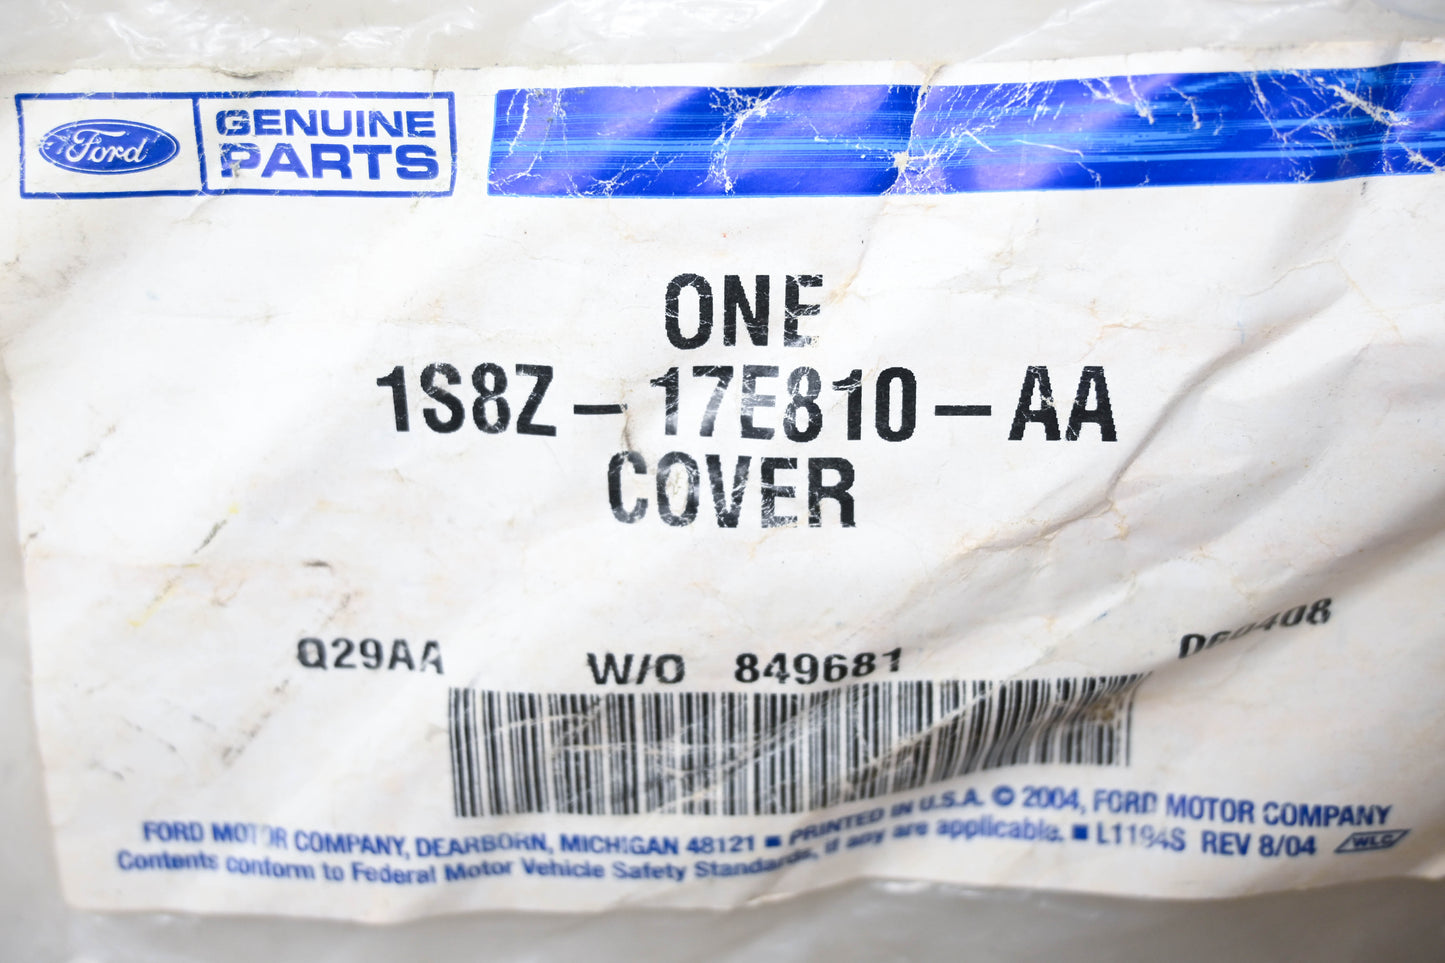 Ford GENUINE
PARTS
ONE
1S8Z-17E810-AA
COVER
Q29AA W/O 849681 D60408
FORD MOTOR COMPANY, DEARBORN, MICHIGAN 48121 ■ PRINTED IN U.S.A. © 2004, FORD MOTOR COMPANY
Contents conform to Federal Motor Vehicle Safety Standards, if any are applicable. ■ L1194S REV 8/04 WLC